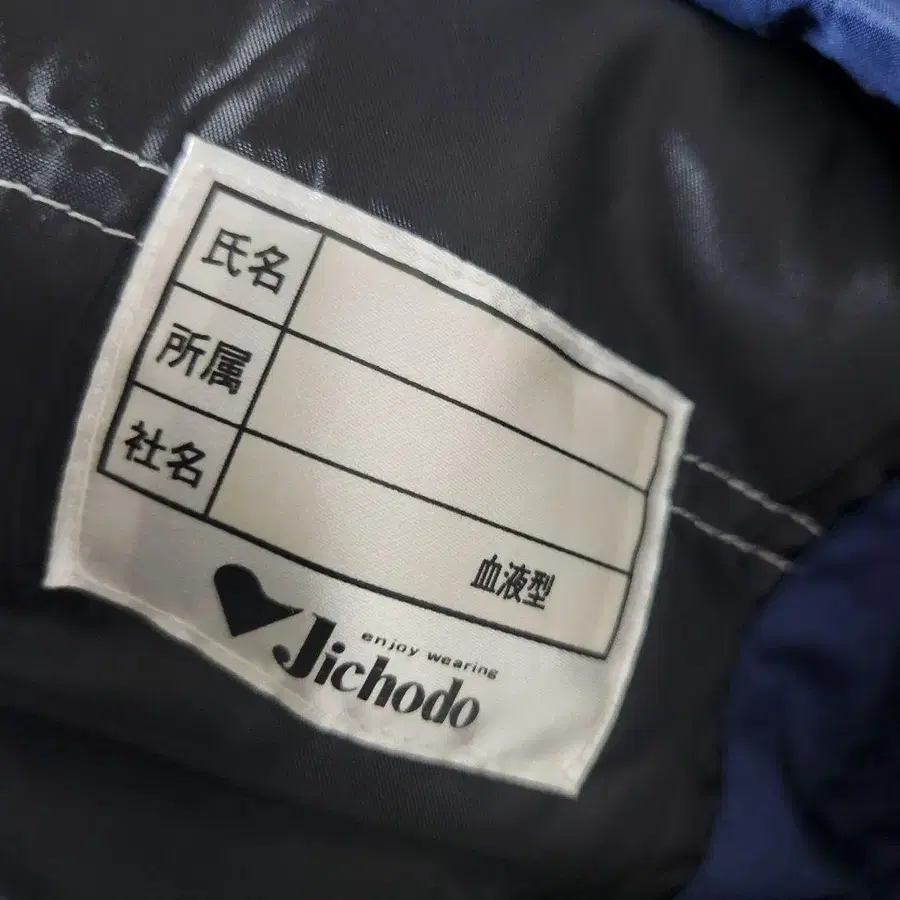 氏名
所属
社名
血液型
enjoy wearing
Jichodo